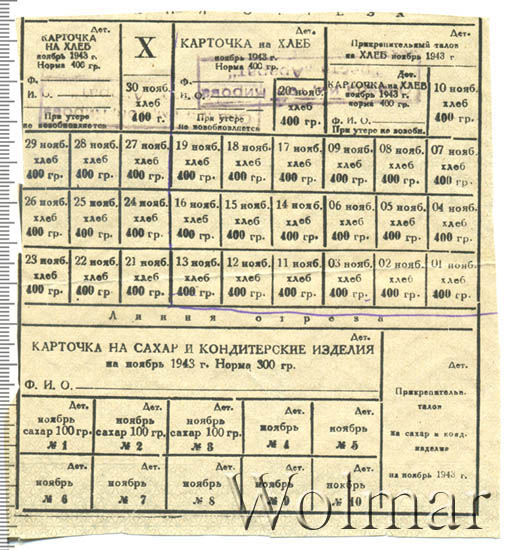 Дет.
КАРТОЧКА
НА ХЛЕБ
ноябрь 1943 г.
Норма 400 гр.
Ф.
И. О.
При утере
не возобновляется
X
30 нояб.
хлеб
400 г.
Дет.
КАРТОЧКА на ХЛЕБ
ноябрь 1943 г.
Норма 400 гр.
Ф.
И. О.
При утере
не возобновляется
20 нояб.
хлеб
400 гр.
Дет.
Прикрепительный талон
на ХЛЕБ ноябрь 1943 г.
КАРТОЧКА на ХЛЕБ
ноябрь 1943 г.
норма 400 гр.
Ф. И. О.
При утере не возобн.
10 нояб.
хлеб
400 гр.
29 нояб. 28 нояб. 27 нояб. 19 нояб. 18 нояб. 17 нояб. 09 нояб. 08 нояб. 07 нояб.
хлеб хлеб хлеб хлеб хлеб хлеб хлеб хлеб хлеб
400 гр. 400 гр. 400 гр. 400 гр. 400 гр. 400 гр. 400 гр. 400 гр. 400 гр.
26 нояб. 25 нояб. 24 нояб. 16 нояб. 15 нояб. 14 нояб. 06 нояб. 05 нояб. 04 нояб.
хлеб хлеб хлеб хлеб хлеб хлеб хлеб хлеб хлеб
400 гр. 400 гр. 400 гр. 400 гр. 400 гр. 400 гр. 400 гр. 400 гр. 400 гр.
23 нояб. 22 нояб. 21 нояб. 13 нояб. 12 нояб. 11 нояб. 03 нояб. 02 нояб. 01 нояб.
хлеб хлеб хлеб хлеб хлеб хлеб хлеб хлеб хлеб
400 гр. 400 гр. 400 гр. 400 гр. 400 гр. 400 гр. 400 гр. 400 гр. 400 гр.
Линия отреза
Дет.
КАРТОЧКА НА САХАР И КОНДИТЕРСКИЕ ИЗДЕЛИЯ
на ноябрь 1943 г. Норма 300 гр.
Ф. И. О.
Дет. Дет. Дет. Дет. Дет.
ноябрь ноябрь ноябрь ноябрь ноябрь
сахар 100 гр. сахар 100 гр. сахар 100 гр.
№ 1 № 2 № 3 № 4 № 5
Дет. Дет. Дет. Дет. Дет.
ноябрь ноябрь ноябрь ноябрь ноябрь
№ 6 № 7 № 8 № 9 № 10
Дет.
Прикрепительн.
талон
на сахар и конд.
изделие
на ноябрь 1943 г.
Wolmar